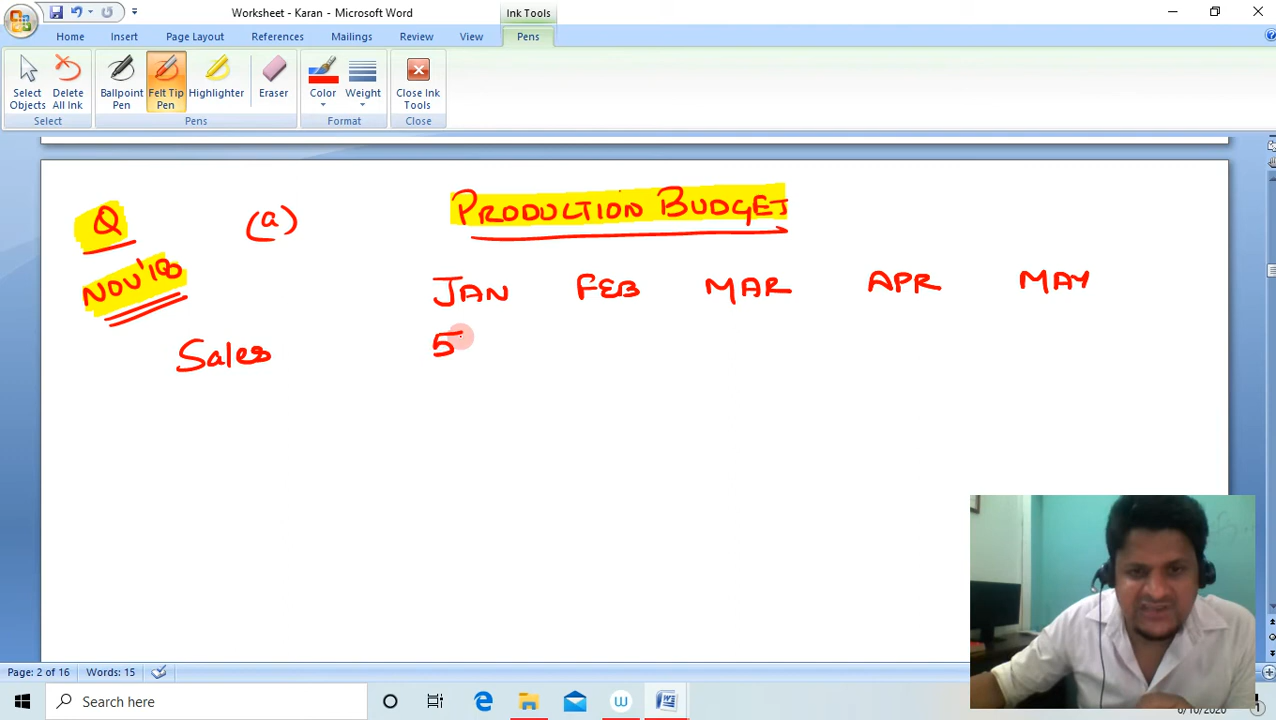 Worksheet - Karan - Microsoft Word
Ink Tools
Home Insert Page Layout References Mailings Review View Pens
Select Objects
Delete All Ink
Ballpoint Pen
Felt Tip Pen
Highlighter
Eraser
Color
Weight
Close Ink Tools
Select Pens Format Close
Q (a) PRODUCTION BUDGET
NOV'18
JAN FEB MAR APR MAY
Sales 5
Page: 2 of 16 Words: 15
Search here